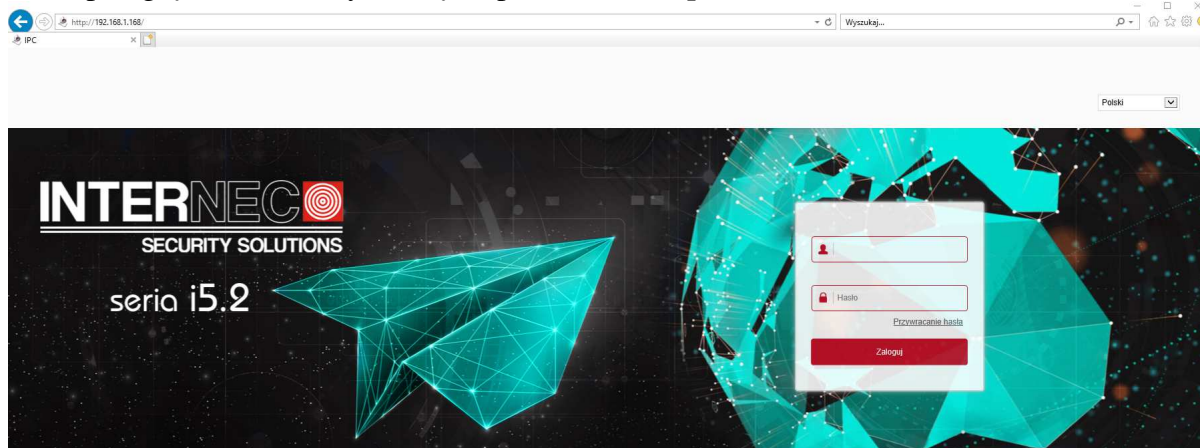 http://192.168.1.168/
Wyszukaj...
IPC
Polski
INTERNEC
SECURITY SOLUTIONS
seria i5.2
Hasło
Przywracanie hasła
Zaloguj